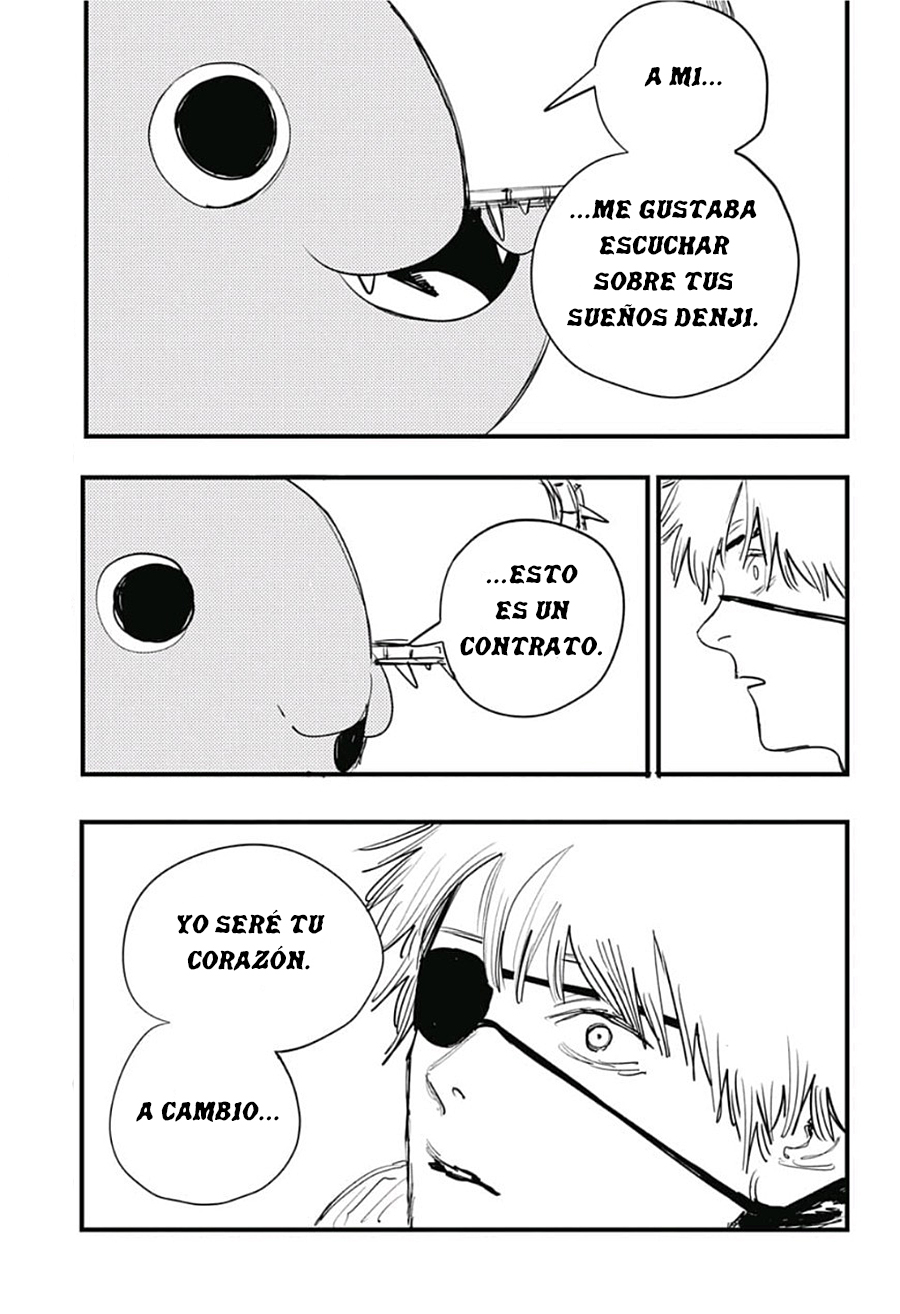 A MI...
...ME GUSTABA
ESCUCHAR
SOBRE TUS
SUEÑOS DENJI.
...ESTO
ES UN
CONTRATO.
YO SERÉ TU
CORAZÓN.
A CAMBIO...